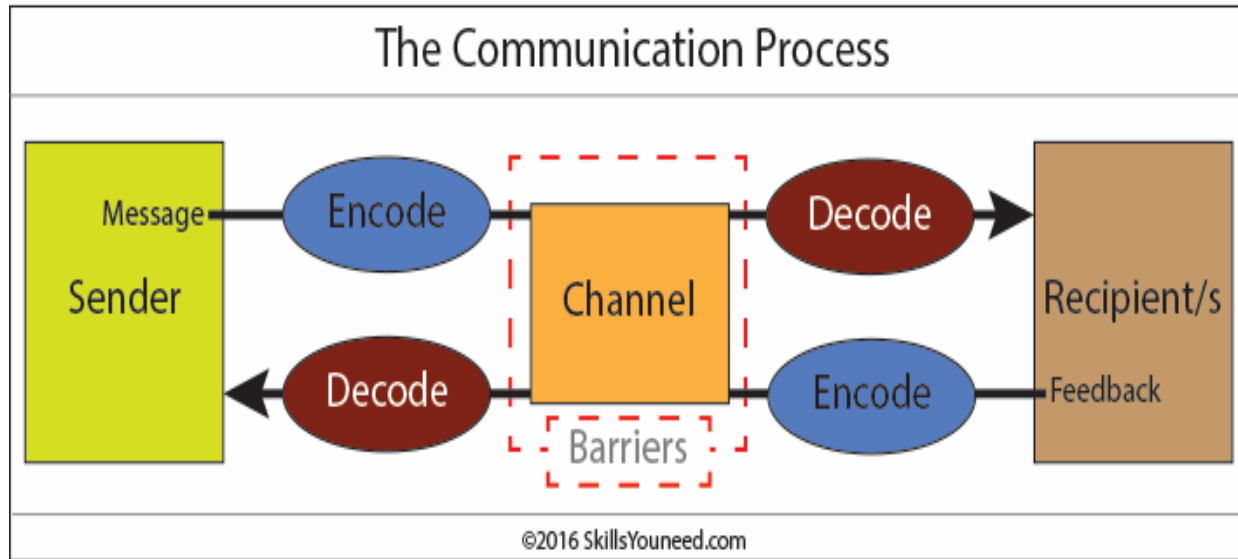 The Communication Process
Message
Encode
Decode
Sender
Channel
Recipient/s
Decode
Encode
Feedback
Barriers
©2016 SkillsYouneed.com